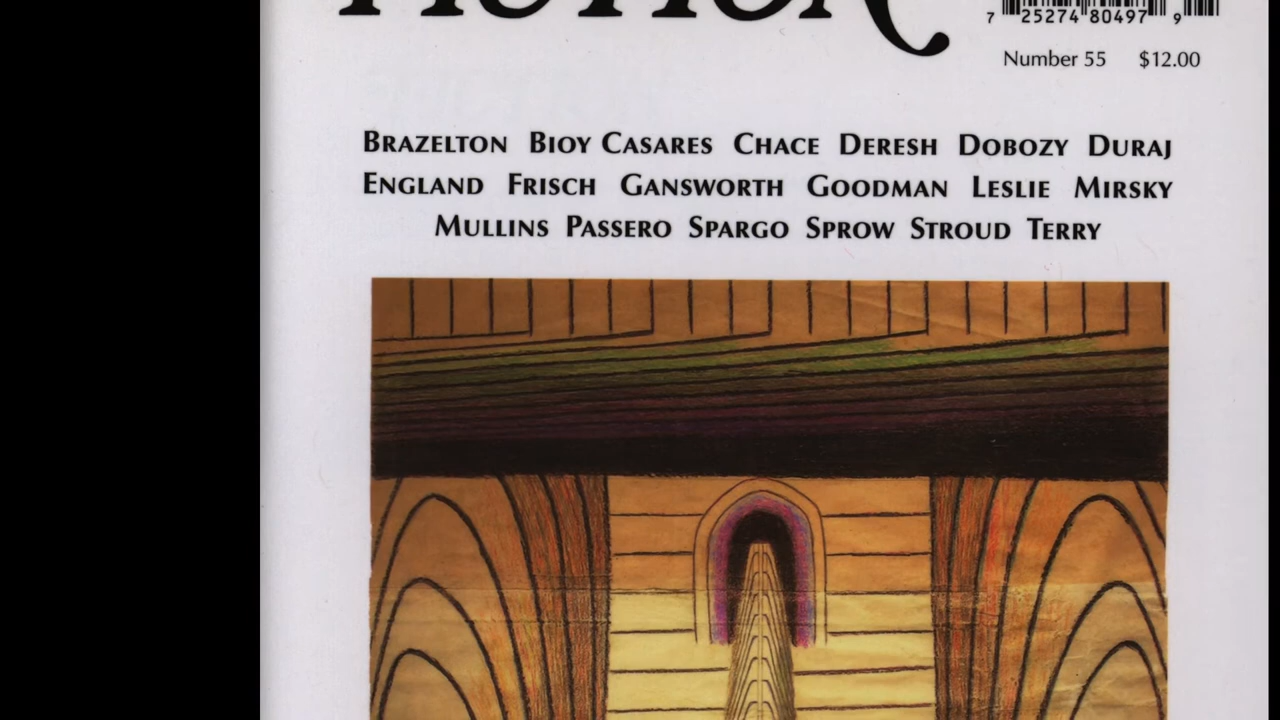 7 25274 80497 9
Number 55 $12.00
BRAZELTON BIOY CASARES CHACE DERESH DOBOZY DURAJ
ENGLAND FRISCH GANSWORTH GOODMAN LESLIE MIRSKY
MULLINS PASSERO SPARGO SPROW STROUD TERRY